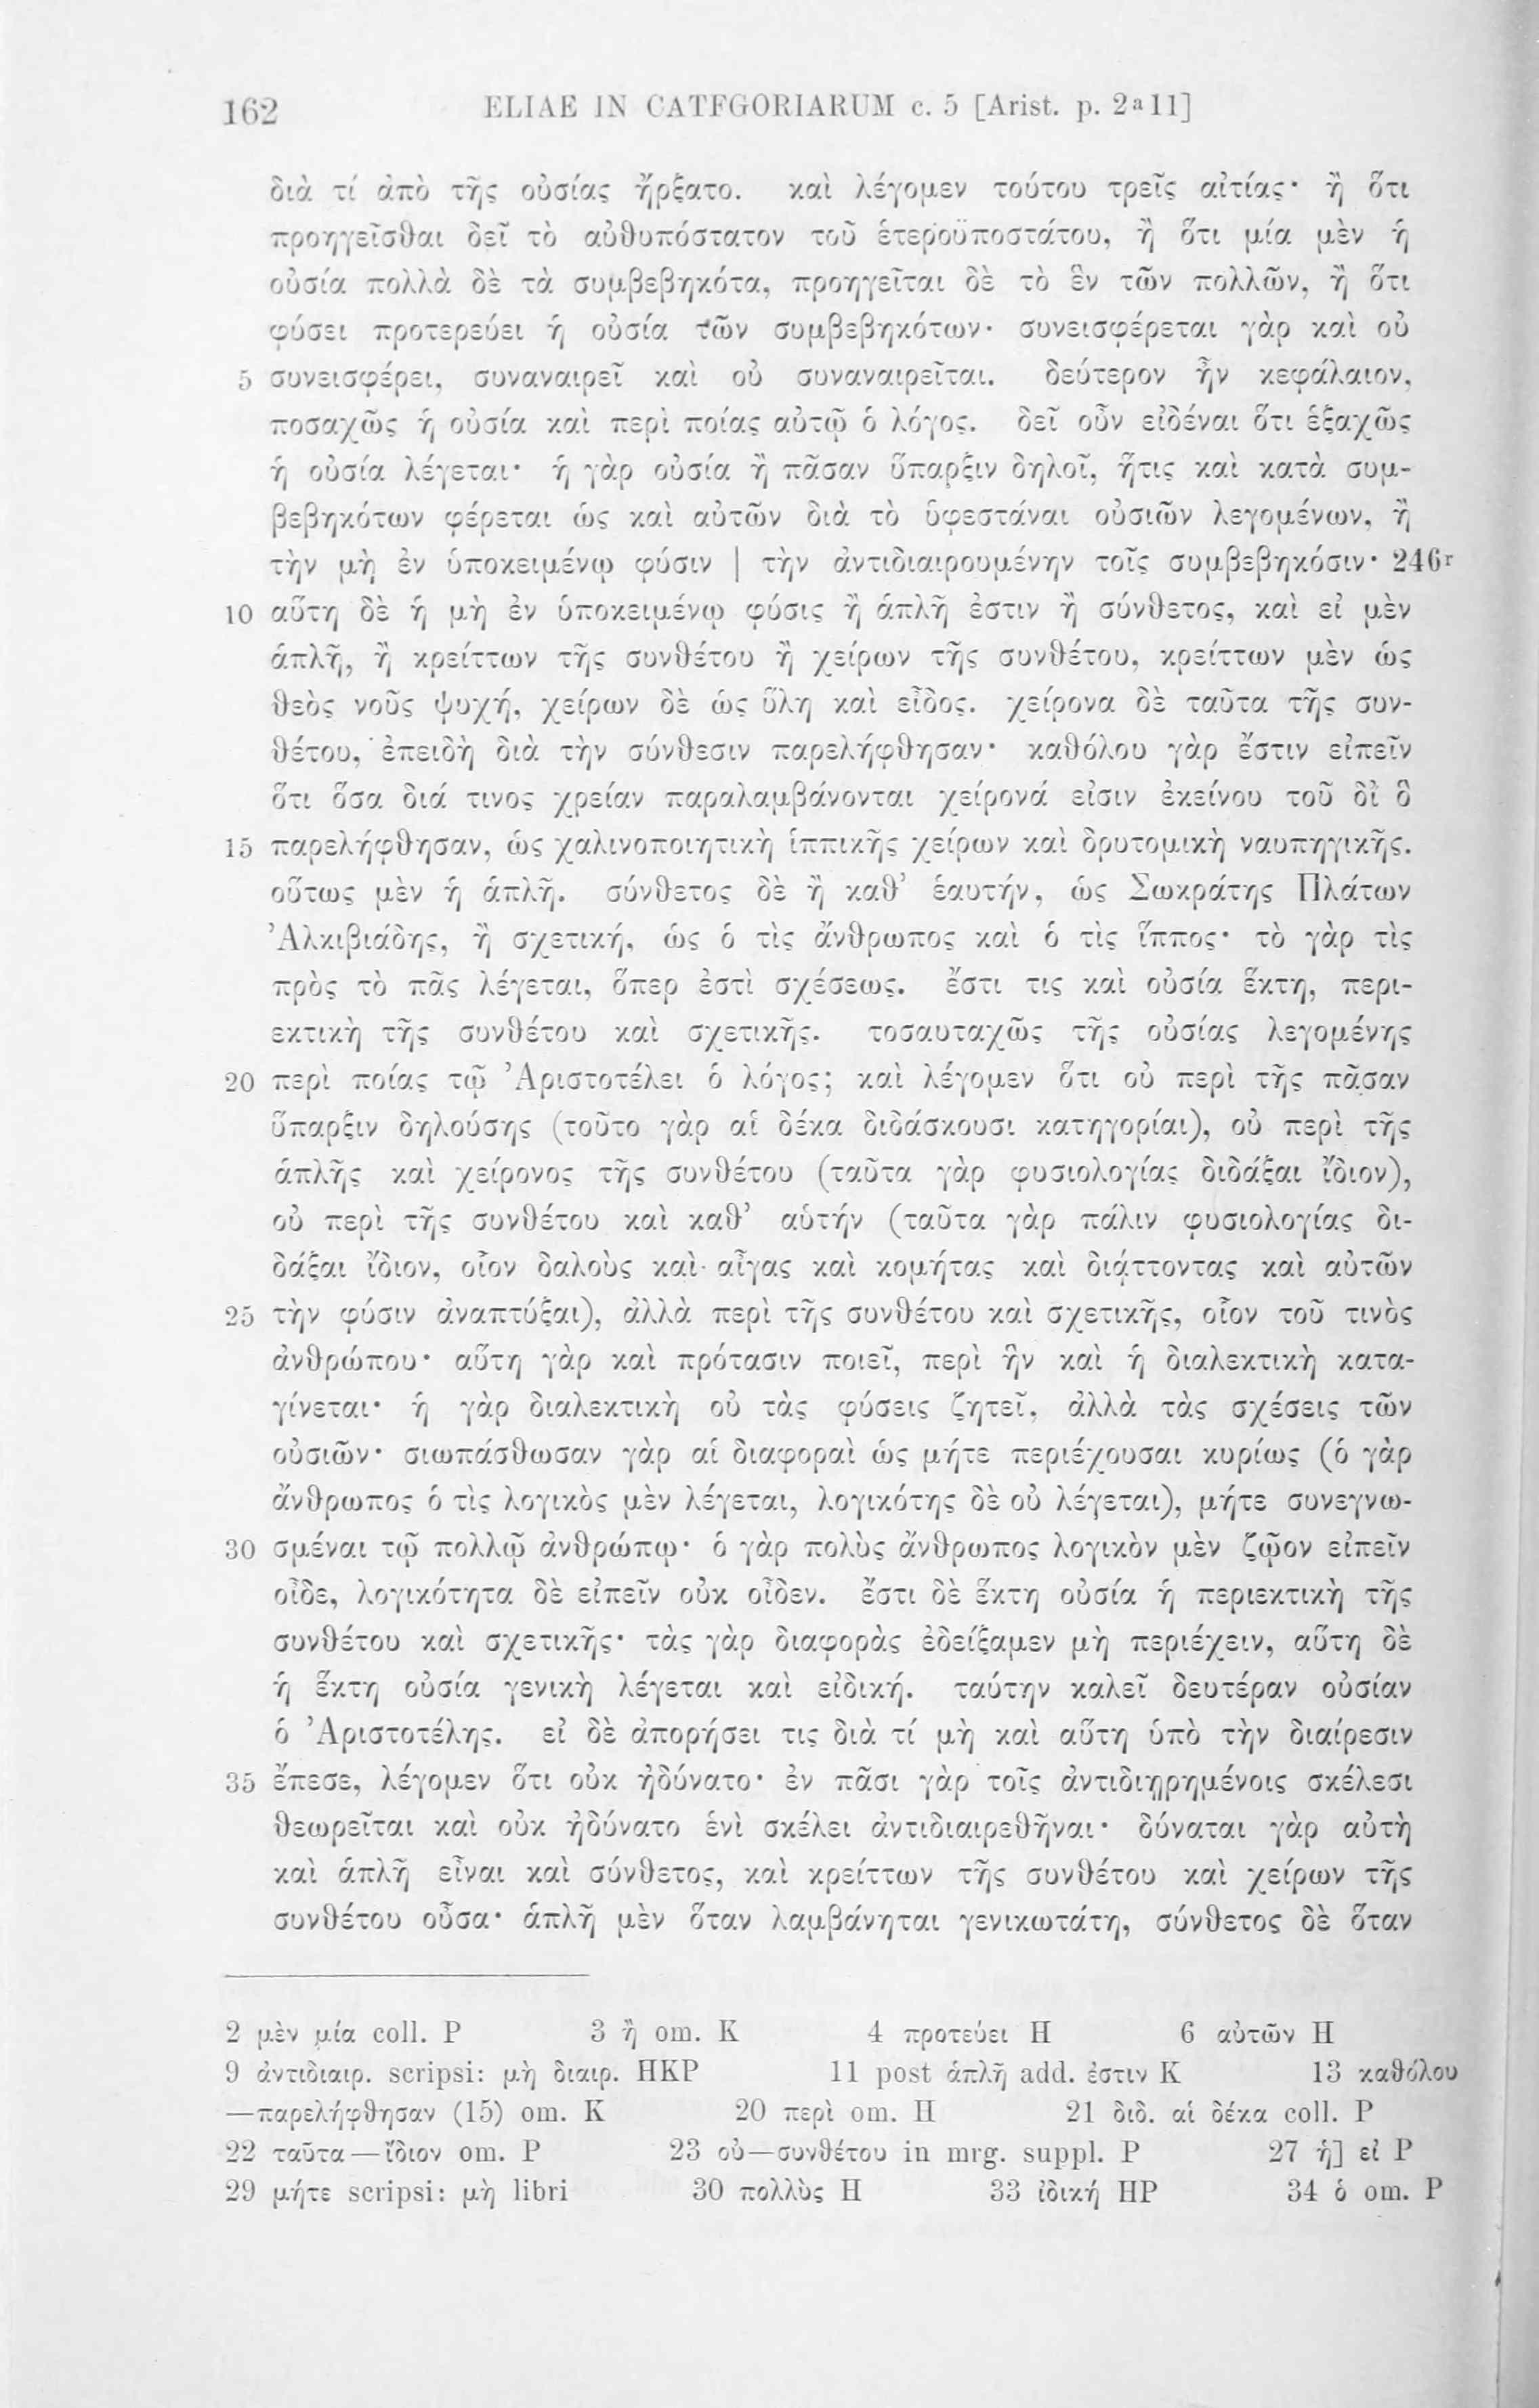 162 ELIAE IN CATFGORIARUM c. 5 [Arist. p. 2a11]
διὰ τί ἀπὸ τῆς οὐσίας ἤρξατο. καὶ λέγομεν τούτου τρεῖς αἰτίας· ἢ ὅτι
προηγεῖσθαι δεῖ τὸ αὐθυπόστατον τοῦ ἑτεροϋποστάτου, ἢ ὅτι μία μὲν ἡ
οὐσία πολλὰ δὲ τὰ συμβεβηκότα, προηγεῖται δὲ τὸ ἓν τῶν πολλῶν, ἢ ὅτι
φύσει προτερεύει ἡ οὐσία τῶν συμβεβηκότων· συνεισφέρεται γὰρ καὶ οὐ
5 συνεισφέρει, συναναιρεῖ καὶ οὐ συναναιρεῖται. δεύτερον ἦν κεφάλαιον,
ποσαχῶς ἡ οὐσία καὶ περὶ ποίας αὐτῷ ὁ λόγος. δεῖ οὖν εἰδέναι ὅτι ἑξαχῶς
ἡ οὐσία λέγεται· ἡ γὰρ οὐσία ἢ πᾶσαν ὕπαρξιν δηλοῖ, ἥτις καὶ κατὰ συμ-
βεβηκότων φέρεται ὡς καὶ αὐτῶν διὰ τὸ ὑφεστάναι οὐσιῶν λεγομένων, ἢ
τὴν μὴ ἐν ὑποκειμένῳ φύσιν | τὴν ἀντιδιαιρουμένην τοῖς συμβεβηκόσιν· 246r
10 αὕτη δὲ ἡ μὴ ἐν ὑποκειμένῳ φύσις ἢ ἁπλῆ ἐστιν ἢ σύνθετος, καὶ εἰ μὲν
ἁπλῆ, ἢ κρείττων τῆς συνθέτου ἢ χείρων τῆς συνθέτου, κρείττων μὲν ὡς
θεὸς νοῦς ψυχή, χείρων δὲ ὡς ὕλη καὶ εἶδος. χείρονα δὲ ταῦτα τῆς συν-
θέτου, ἐπειδὴ διὰ τὴν σύνθεσιν παρελήφθησαν· καθόλου γὰρ ἔστιν εἰπεῖν
ὅτι ὅσα διά τινος χρείαν παραλαμβάνονται χείρονά εἰσιν ἐκείνου τοῦ δι ὃ
15 παρελήφθησαν, ὡς χαλινοποιητικὴ ἱππικῆς χείρων καὶ δρυτομικὴ ναυπηγικῆς.
οὕτως μὲν ἡ ἁπλῆ. σύνθετος δὲ ἢ καθ’ ἑαυτήν, ὡς Σωκράτης Πλάτων
Ἀλκιβιάδης, ἢ σχετική, ὡς ὁ τὶς ἄνθρωπος καὶ ὁ τὶς ἵππος· τὸ γὰρ τὶς
πρὸς τὸ πᾶς λέγεται, ὅπερ ἐστὶ σχέσεως. ἔστι τις καὶ οὐσία ἕκτη, περι-
εκτικὴ τῆς συνθέτου καὶ σχετικῆς. τοσαυταχῶς τῆς οὐσίας λεγομένης
20 περὶ ποίας τῷ Ἀριστοτέλει ὁ λόγος; καὶ λέγομεν ὅτι οὐ περὶ τῆς πᾶσαν
ὕπαρξιν δηλούσης (τοῦτο γὰρ αἱ δέκα διδάσκουσι κατηγορίαι), οὐ περὶ τῆς
ἁπλῆς καὶ χείρονος τῆς συνθέτου (ταῦτα γὰρ φυσιολογίας διδάξαι ἴδιον),
οὐ περὶ τῆς συνθέτου καὶ καθ’ αὑτήν (ταῦτα γὰρ πάλιν φυσιολογίας δι-
δάξαι ἴδιον, οἷον δαλοὺς καὶ αἶγας καὶ κομήτας καὶ διᾴττοντας καὶ αὐτῶν
25 τὴν φύσιν ἀναπτύξαι), ἀλλὰ περὶ τῆς συνθέτου καὶ σχετικῆς, οἷον τοῦ τινὸς
ἀνθρώπου· αὕτη γὰρ καὶ πρότασιν ποιεῖ, περὶ ἣν καὶ ἡ διαλεκτικὴ κατα-
γίνεται· ἡ γὰρ διαλεκτικὴ οὐ τὰς φύσεις ζητεῖ, ἀλλὰ τὰς σχέσεις τῶν
οὐσιῶν· σιωπάσθωσαν γὰρ αἱ διαφοραὶ ὡς μήτε περιέχουσαι κυρίως (ὁ γὰρ
ἄνθρωπος ὁ τὶς λογικὸς μὲν λέγεται, λογικότης δὲ οὐ λέγεται), μήτε συνεγνω-
30 σμέναι τῷ πολλῷ ἀνθρώπῳ· ὁ γὰρ πολὺς ἄνθρωπος λογικὸν μὲν ζῷον εἰπεῖν
οἶδε, λογικότητα δὲ εἰπεῖν οὐκ οἶδεν. ἔστι δὲ ἕκτη οὐσία ἡ περιεκτικὴ τῆς
συνθέτου καὶ σχετικῆς· τὰς γὰρ διαφορὰς ἐδείξαμεν μὴ περιέχειν, αὕτη δὲ
ἡ ἕκτη οὐσία γενικὴ λέγεται καὶ εἰδική. ταύτην καλεῖ δευτέραν οὐσίαν
ὁ Ἀριστοτέλης. εἰ δὲ ἀπορήσει τις διὰ τί μὴ καὶ αὕτη ὑπὸ τὴν διαίρεσιν
35 ἔπεσε, λέγομεν ὅτι οὐκ ἠδύνατο· ἐν πᾶσι γὰρ τοῖς ἀντιδιῃρημένοις σκέλεσι
θεωρεῖται καὶ οὐκ ἠδύνατο ἑνὶ σκέλει ἀντιδιαιρεθῆναι· δύναται γὰρ αὐτὴ
καὶ ἁπλῆ εἶναι καὶ σύνθετος, καὶ κρείττων τῆς συνθέτου καὶ χείρων τῆς
συνθέτου οὖσα· ἁπλῆ μὲν ὅταν λαμβάνηται γενικωτάτη, σύνθετος δὲ ὅταν
2 μὲν μία coll. P 3 ἢ om. K 4 προτεύει H 6 αὐτῶν H
9 ἀντιδιαιρ. scripsi: μὴ διαιρ. HKP 11 post ἁπλῆ add. ἐστιν K 13 καθόλου
—παρελήφθησαν (15) om. K 20 περὶ om. H 21 διδ. αἱ δέκα coll. P
22 ταῦτα—ἴδιον om. P 23 οὐ—συνθέτου in mrg. suppl. P 27 ἡ] εἰ P
29 μήτε scripsi: μὴ libri 30 πολλὺς H 33 ἰδική HP 34 ὁ om. P